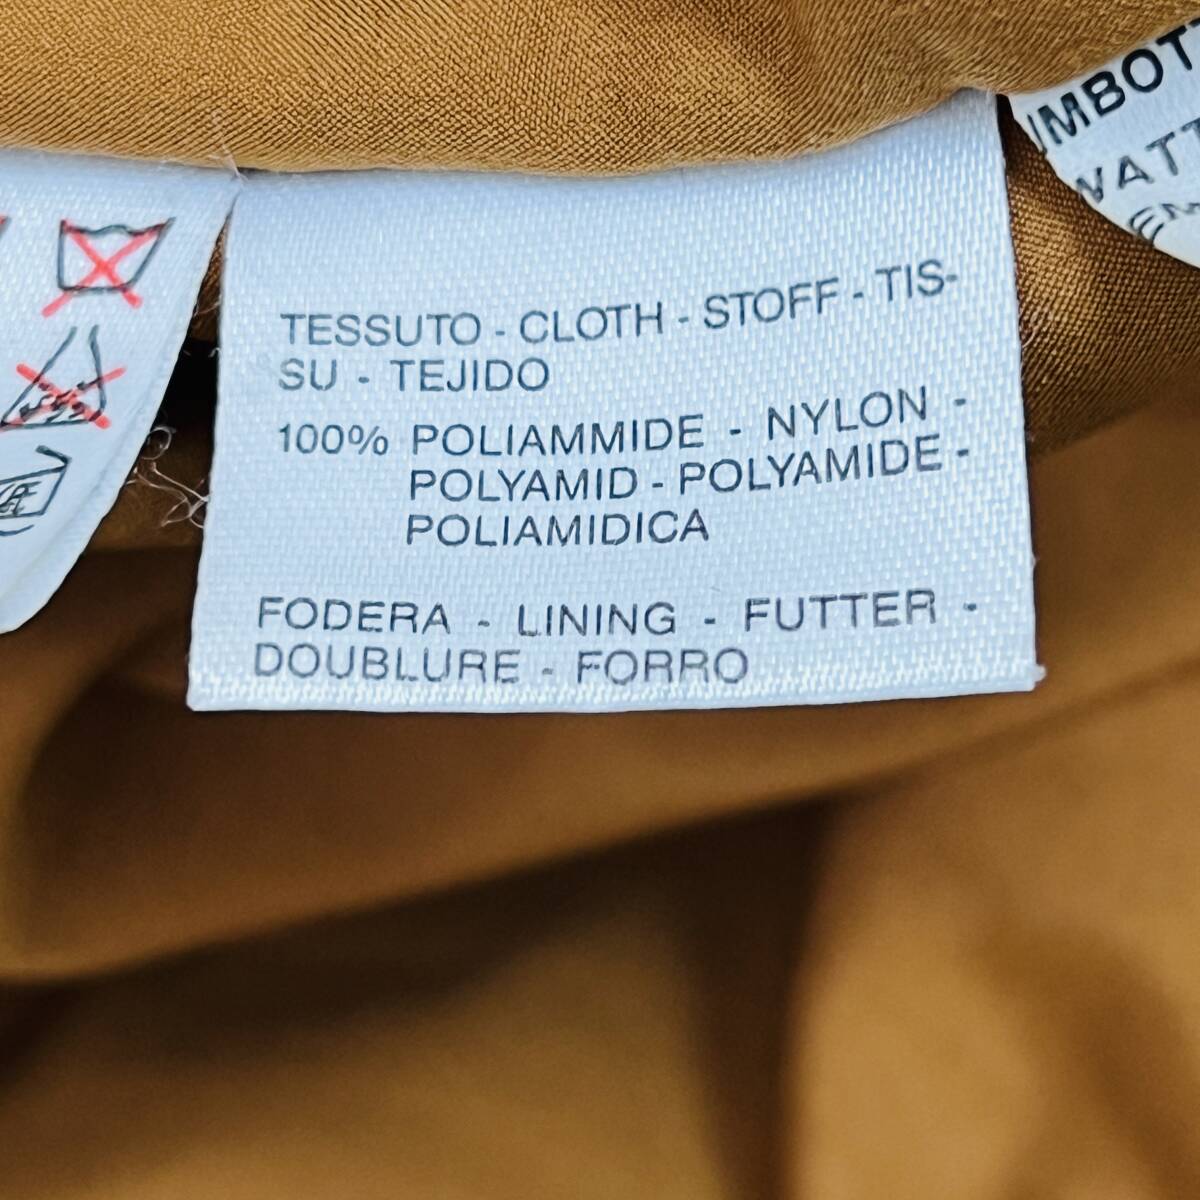 TESSUTO - CLOTH - STOFF - TIS-
SU - TEJIDO
100% POLIAMMIDE - NYLON -
POLYAMID - POLYAMIDE -
POLIAMIDICA
FODERA - LINING - FUTTER -
DOUBLURE - FORRO